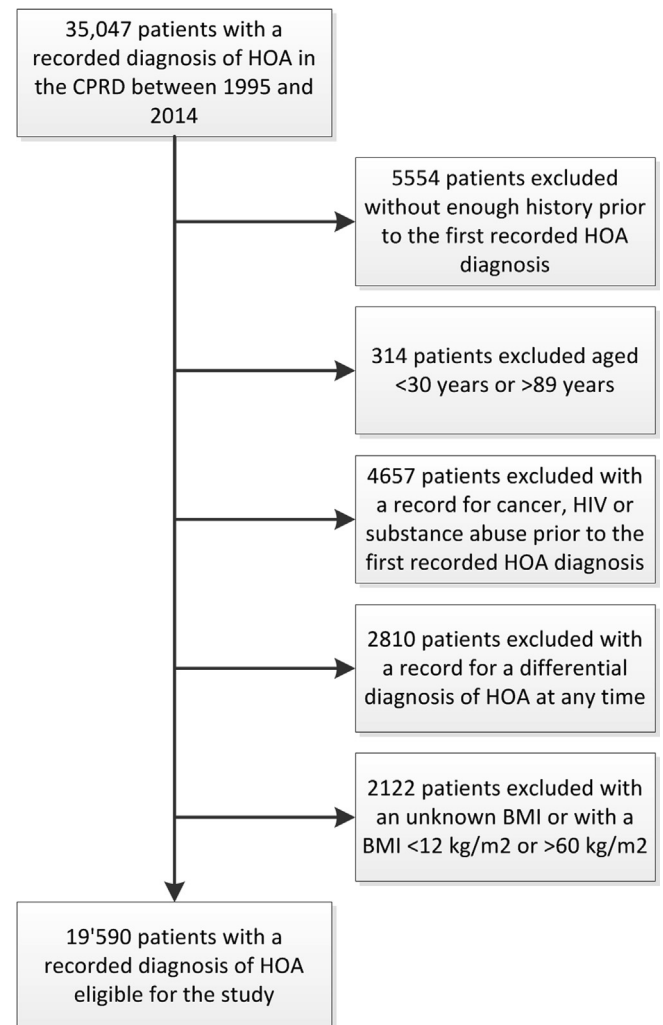 35,047 patients with a
recorded diagnosis of HOA in
the CPRD between 1995 and
2014
5554 patients excluded
without enough history prior
to the first recorded HOA
diagnosis
314 patients excluded aged
<30 years or >89 years
4657 patients excluded with
a record for cancer, HIV or
substance abuse prior to the
first recorded HOA diagnosis
2810 patients excluded with
a record for a differential
diagnosis of HOA at any time
2122 patients excluded with
an unknown BMI or with a
BMI <12 kg/m2 or >60 kg/m2
19'590 patients with a
recorded diagnosis of HOA
eligible for the study